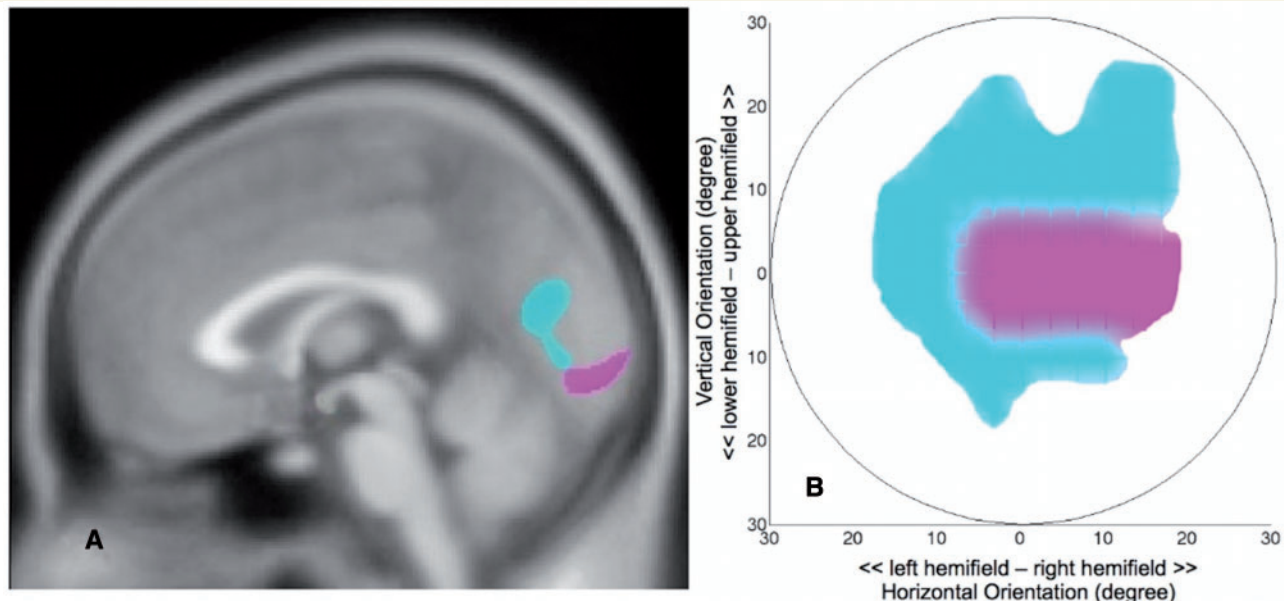 A
B
Vertical Orientation (degree)
<< lower hemifield – upper hemifield >>
30
20
10
0
10
20
30
30 20 10 0 10 20 30
<< left hemifield – right hemifield >>
Horizontal Orientation (degree)